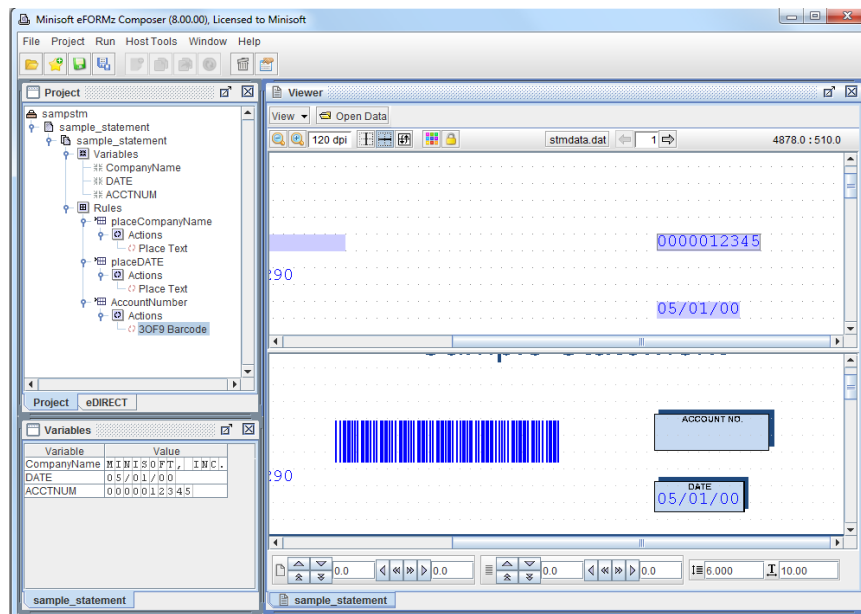 Minisoft eFORMz Composer (8.00.00), Licensed to Minisoft
File Project Run Host Tools Window Help
Project
sampstm
sample_statement
sample_statement
Variables
CompanyName
DATE
ACCTNUM
Rules
placeCompanyName
Actions
Place Text
placeDATE
Actions
Place Text
AccountNumber
Actions
3OF9 Barcode
Project eDIRECT
Variables
Variable Value
CompanyName MINISOFT, INC.
DATE 05/01/00
ACCTNUM 0000012345
sample_statement
Viewer
View Open Data
120 dpi stmdata.dat 1 4878.0 : 510.0
0000012345
290
05/01/00
ACCOUNT NO.
290
DATE
05/01/00
0.0 0.0 0.0 0.0 6.000 10.00
sample_statement